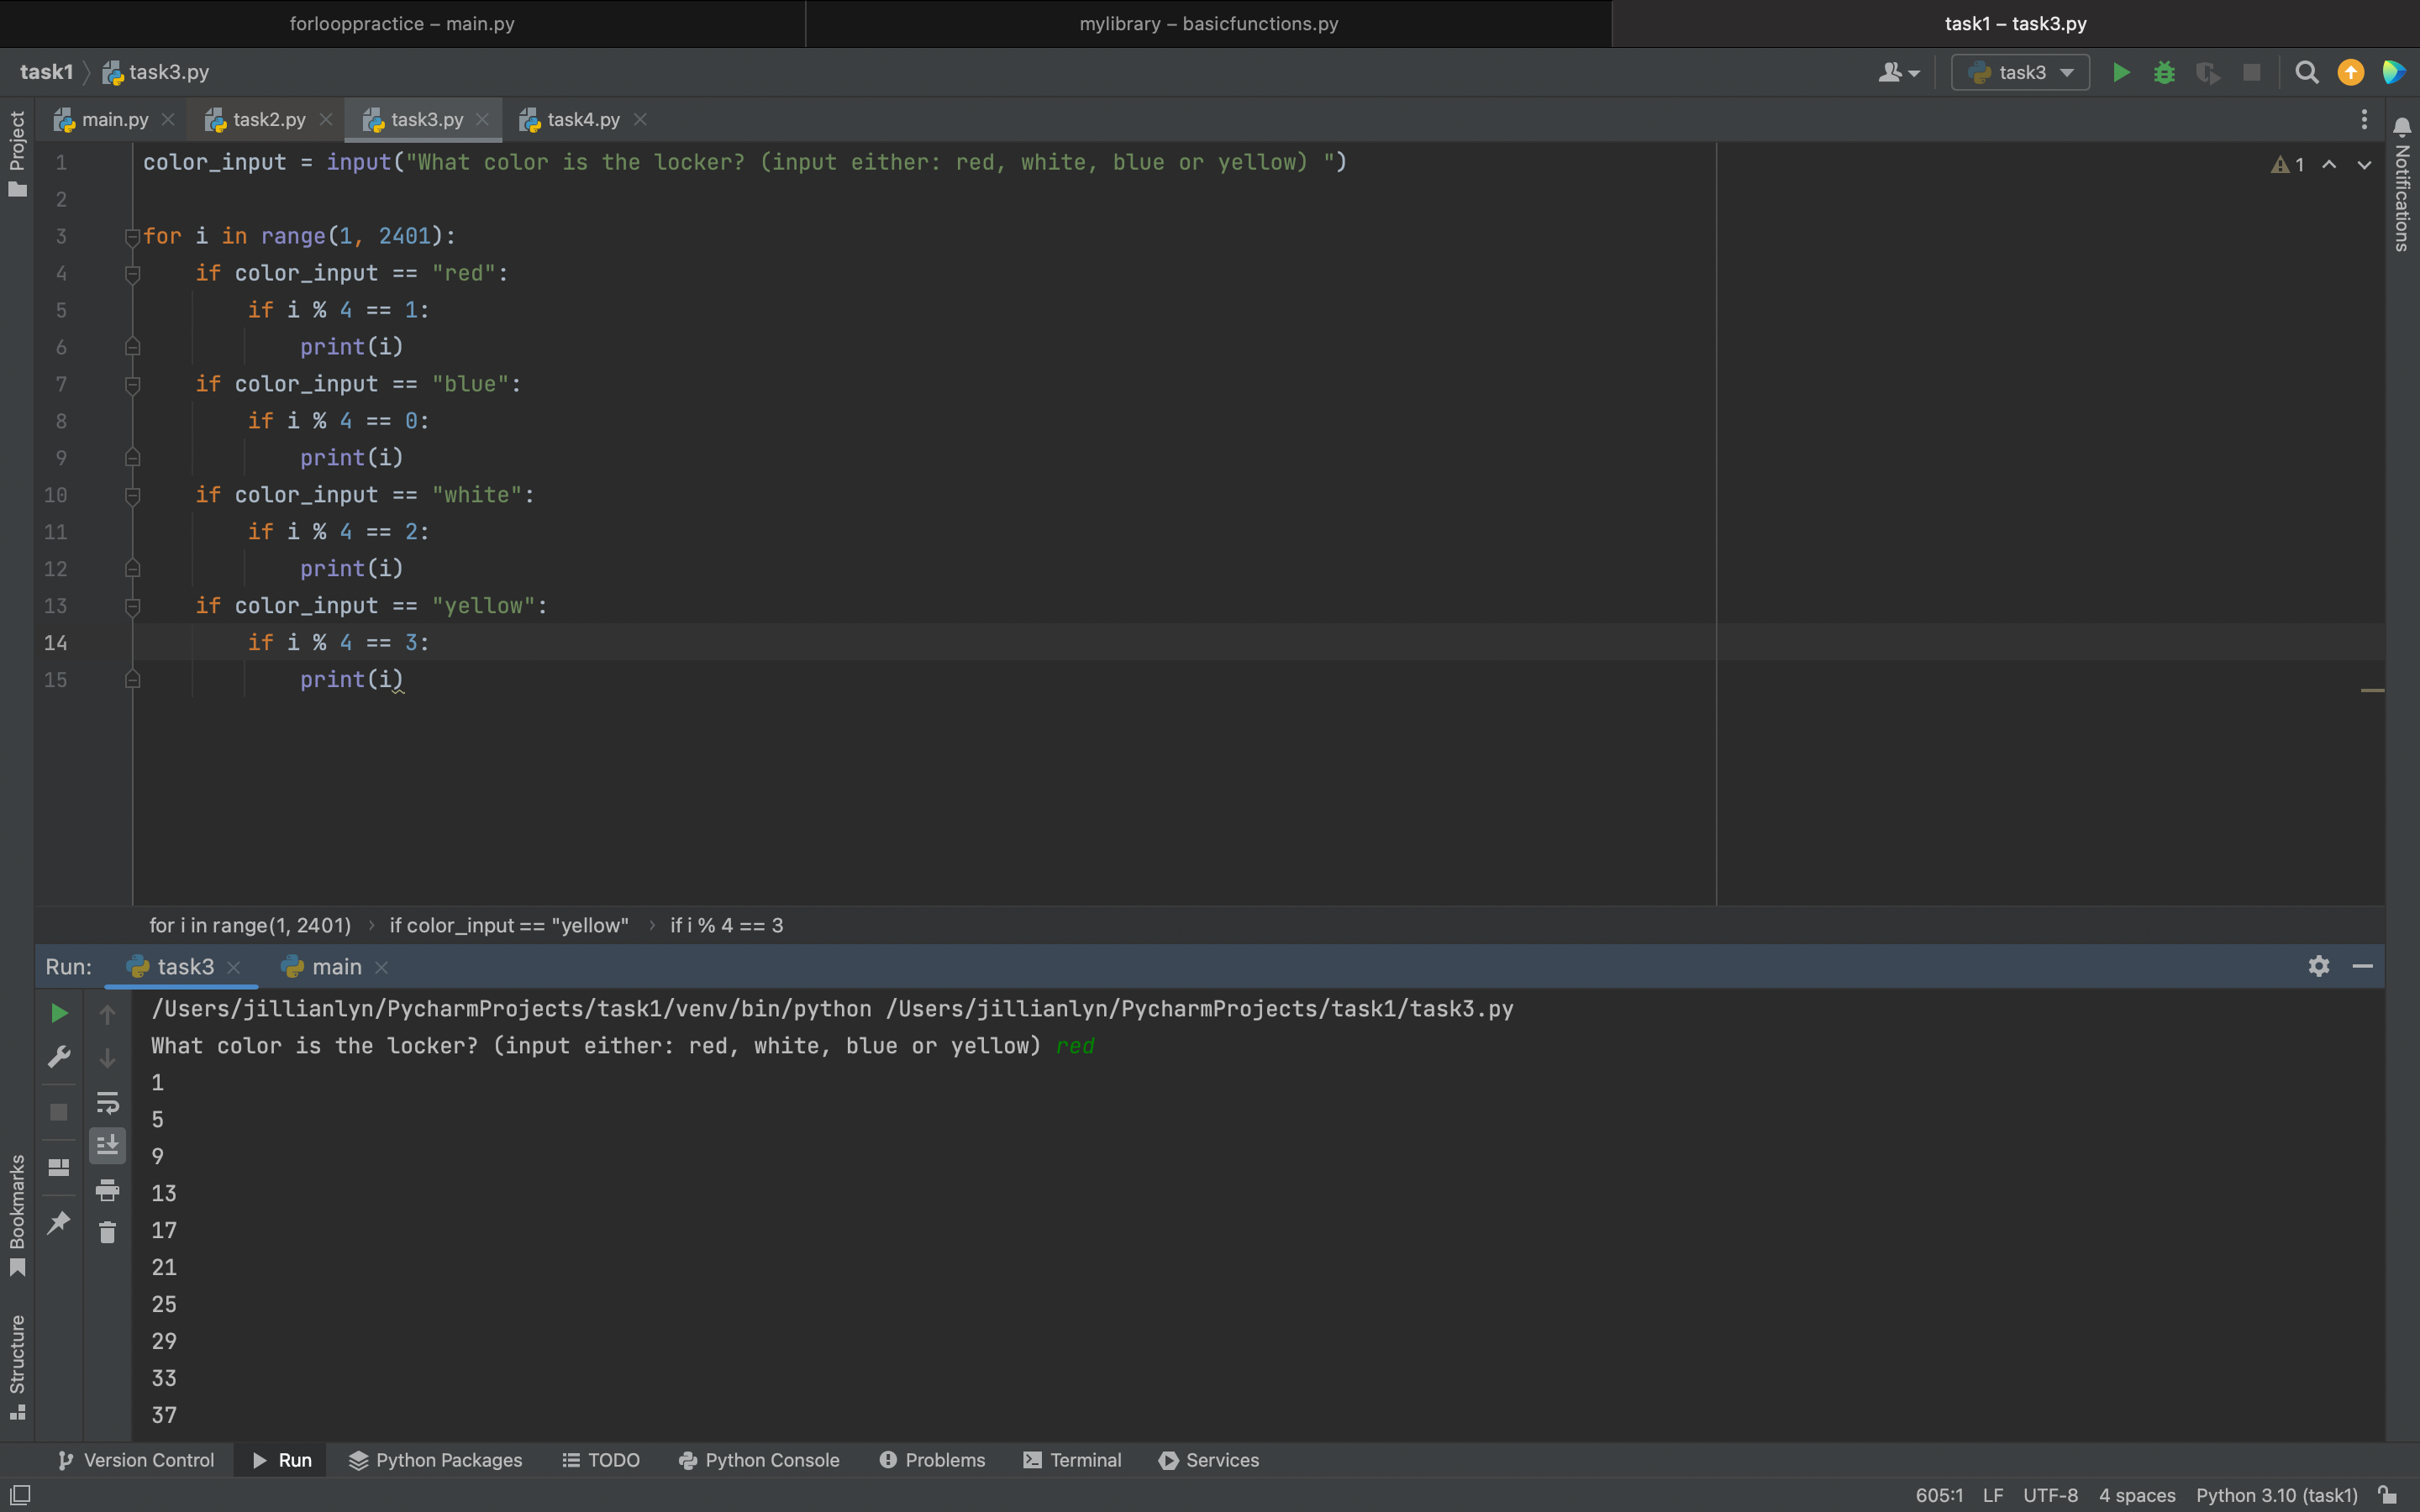 forlooppractice – main.py
mylibrary – basicfunctions.py
task1 – task3.py
task1 task3.py
task3
main.py
task2.py
task3.py
task4.py
Project
Notifications
1 color_input = input("What color is the locker? (input either: red, white, blue or yellow) ")
1
2
3 for i in range(1, 2401):
4     if color_input == "red":
5         if i % 4 == 1:
6             print(i)
7     if color_input == "blue":
8         if i % 4 == 0:
9             print(i)
10     if color_input == "white":
11         if i % 4 == 2:
12             print(i)
13     if color_input == "yellow":
14         if i % 4 == 3:
15             print(i)
for i in range(1, 2401) › if color_input == "yellow" › if i % 4 == 3
Run: task3 main
/Users/jillianlyn/PycharmProjects/task1/venv/bin/python /Users/jillianlyn/PycharmProjects/task1/task3.py
What color is the locker? (input either: red, white, blue or yellow) red
1
5
9
13
17
21
25
29
33
37
Bookmarks
Structure
Version Control
Run
Python Packages
TODO
Python Console
Problems
Terminal
Services
605:1 LF UTF-8 4 spaces Python 3.10 (task1)